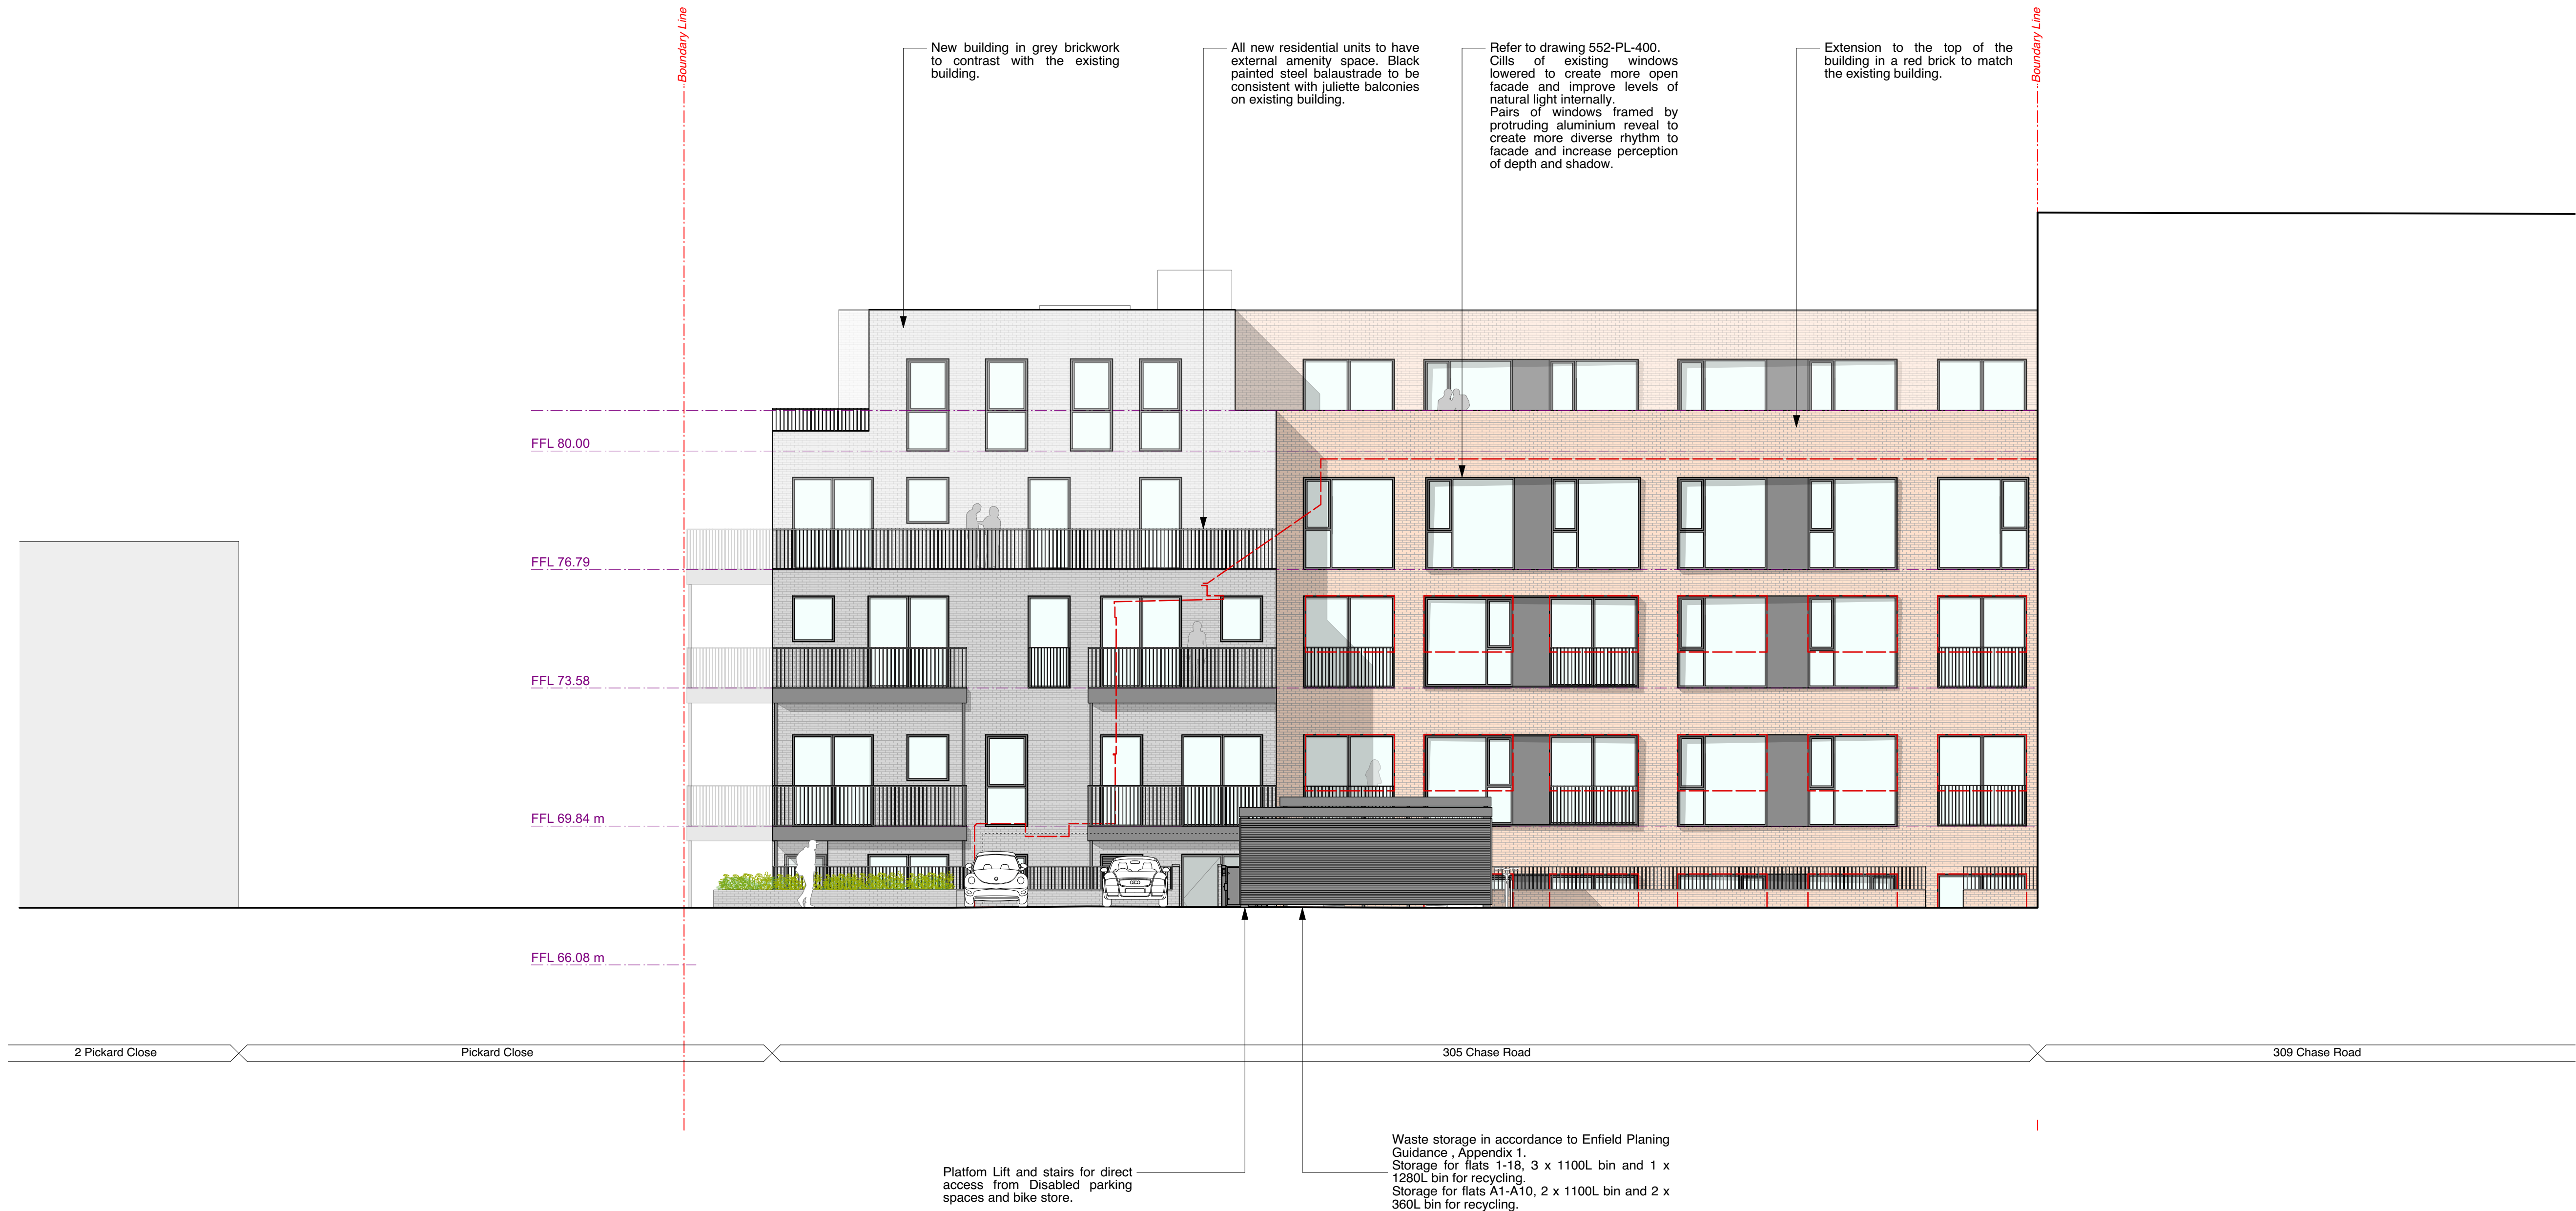 Boundary Line
Boundary Line
New building in grey brickwork
to contrast with the existing
building.
All new residential units to have
external amenity space. Black
painted steel balaustrade to be
consistent with juliette balconies
on existing building.
Refer to drawing 552-PL-400.
Cills of existing windows
lowered to create more open
facade and improve levels of
natural light internally.
Pairs of windows framed by
protruding aluminium reveal to
create more diverse rhythm to
facade and increase perception
of depth and shadow.
Extension to the top of the
building in a red brick to match
the existing building.
FFL 80.00
FFL 76.79
FFL 73.58
FFL 69.84 m
FFL 66.08 m
2 Pickard Close
Pickard Close
305 Chase Road
309 Chase Road
Platfom Lift and stairs for direct
access from Disabled parking
spaces and bike store.
Waste storage in accordance to Enfield Planing
Guidance , Appendix 1.
Storage for flats 1-18, 3 x 1100L bin and 1 x
1280L bin for recycling.
Storage for flats A1-A10, 2 x 1100L bin and 2 x
360L bin for recycling.